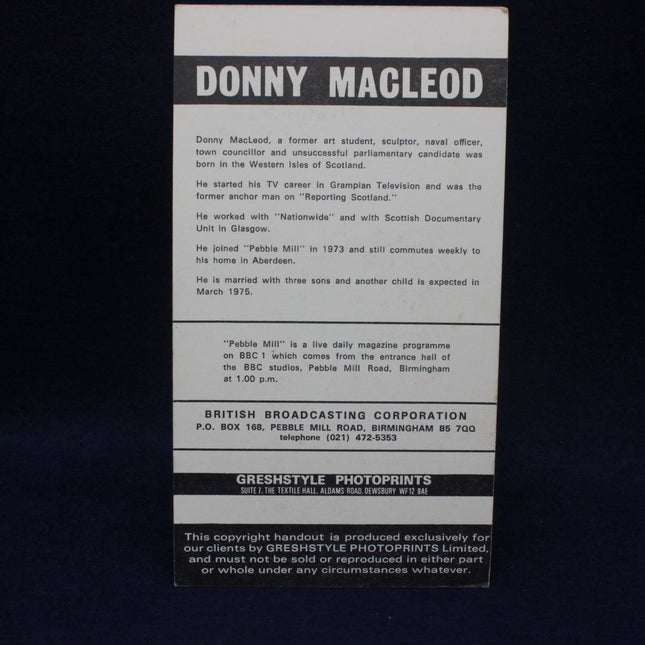 DONNY MACLEOD
Donny MacLeod, a former art student, sculptor, naval officer,
town councillor and unsuccessful parliamentary candidate was
born in the Western Isles of Scotland.
He started his TV career in Grampian Television and was the
former anchor man on "Reporting Scotland."
He worked with "Nationwide" and with Scottish Documentary
Unit in Glasgow.
He joined "Pebble Mill" in 1973 and still commutes weekly to
his home in Aberdeen.
He is married with three sons and another child is expected in
March 1975.
"Pebble Mill" is a live daily magazine programme
on BBC 1 which comes from the entrance hall of
the BBC studios, Pebble Mill Road, Birmingham
at 1.00 p.m.
BRITISH BROADCASTING CORPORATION
P.O. BOX 168, PEBBLE MILL ROAD, BIRMINGHAM B5 7QQ
telephone (021) 472-5353
GRESHSTYLE PHOTOPRINTS
SUITE 7, THE TEXTILE HALL, ALDAMS ROAD, DEWSBURY WF12 8AE
This copyright handout is produced exclusively for
our clients by GRESHSTYLE PHOTOPRINTS Limited,
and must not be sold or reproduced in either part
or whole under any circumstances whatever.